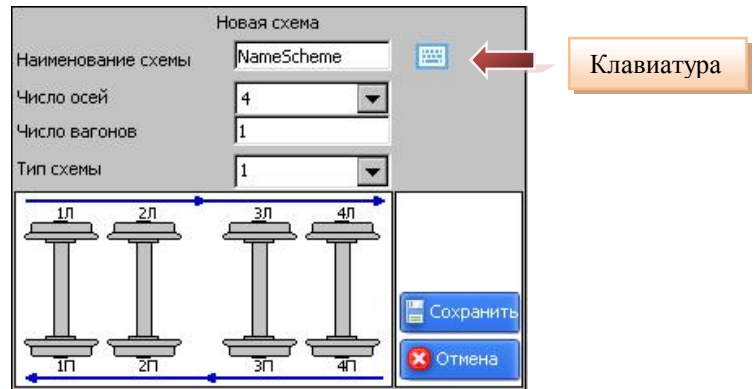 Новая схема
Наименование схемы NameScheme
Клавиатура
Число осей 4
Число вагонов 1
Тип схемы 1
1Л 2Л 3Л 4Л
Сохранить
Отмена
1П 2П 3П 4П